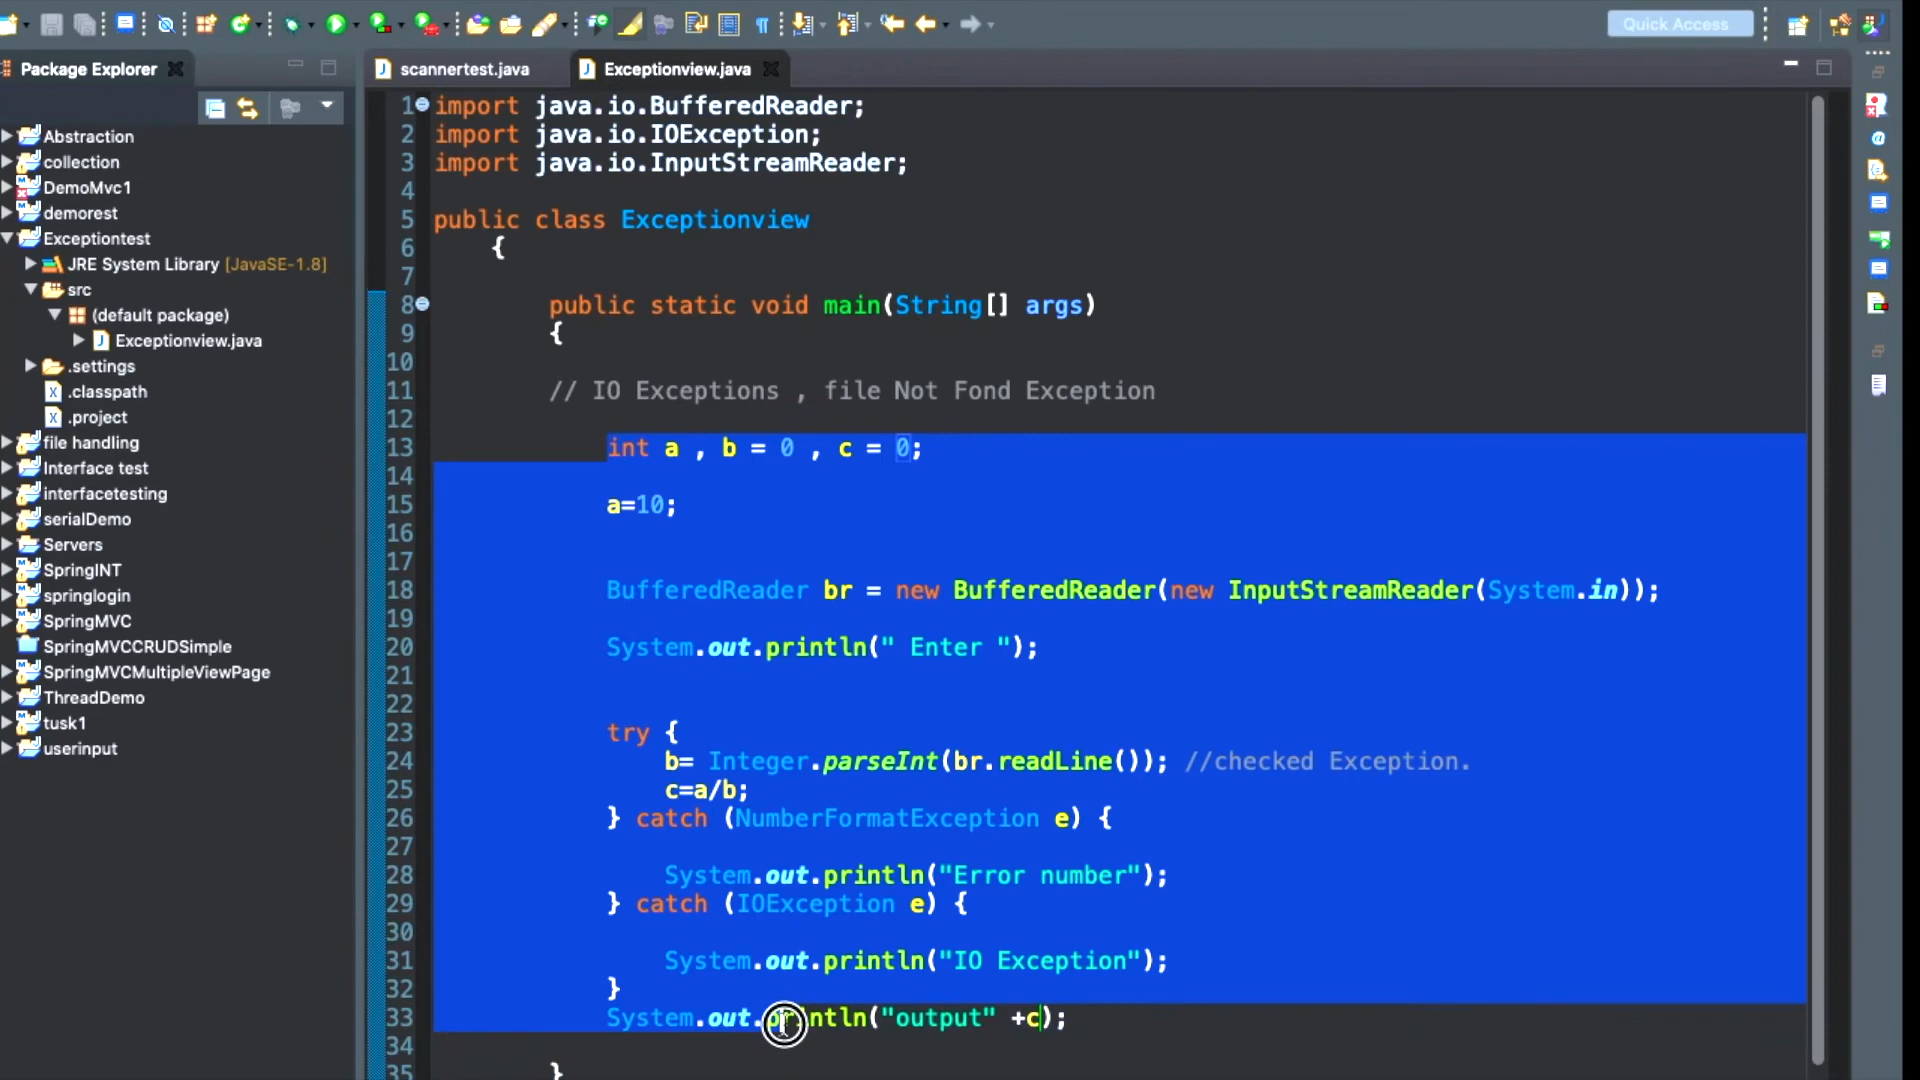 Quick Access
Package Explorer
scannertest.java
Exceptionview.java
Abstraction
collection
DemoMvc1
demorest
Exceptiontest
JRE System Library [JavaSE-1.8]
src
(default package)
Exceptionview.java
.settings
.classpath
.project
file handling
Interface test
interfacetesting
serialDemo
Servers
SpringINT
springlogin
SpringMVC
SpringMVCCRUDSimple
SpringMVCMultipleViewPage
ThreadDemo
tusk1
userinput
1 import java.io.BufferedReader;
2 import java.io.IOException;
3 import java.io.InputStreamReader;
4
5 public class Exceptionview
6 {
7
8 public static void main(String[] args)
9 {
10
11 // IO Exceptions , file Not Fond Exception
12
13 int a , b = 0 , c = 0;
14
15 a=10;
16
17
18 BufferedReader br = new BufferedReader(new InputStreamReader(System.in));
19
20 System.out.println(" Enter ");
21
22
23 try {
24 b= Integer.parseInt(br.readLine()); //checked Exception.
25 c=a/b;
26 } catch (NumberFormatException e) {
27
28 System.out.println("Error number");
29 } catch (IOException e) {
30
31 System.out.println("IO Exception");
32 }
33 System.out.println("output" +c);
34
35 }